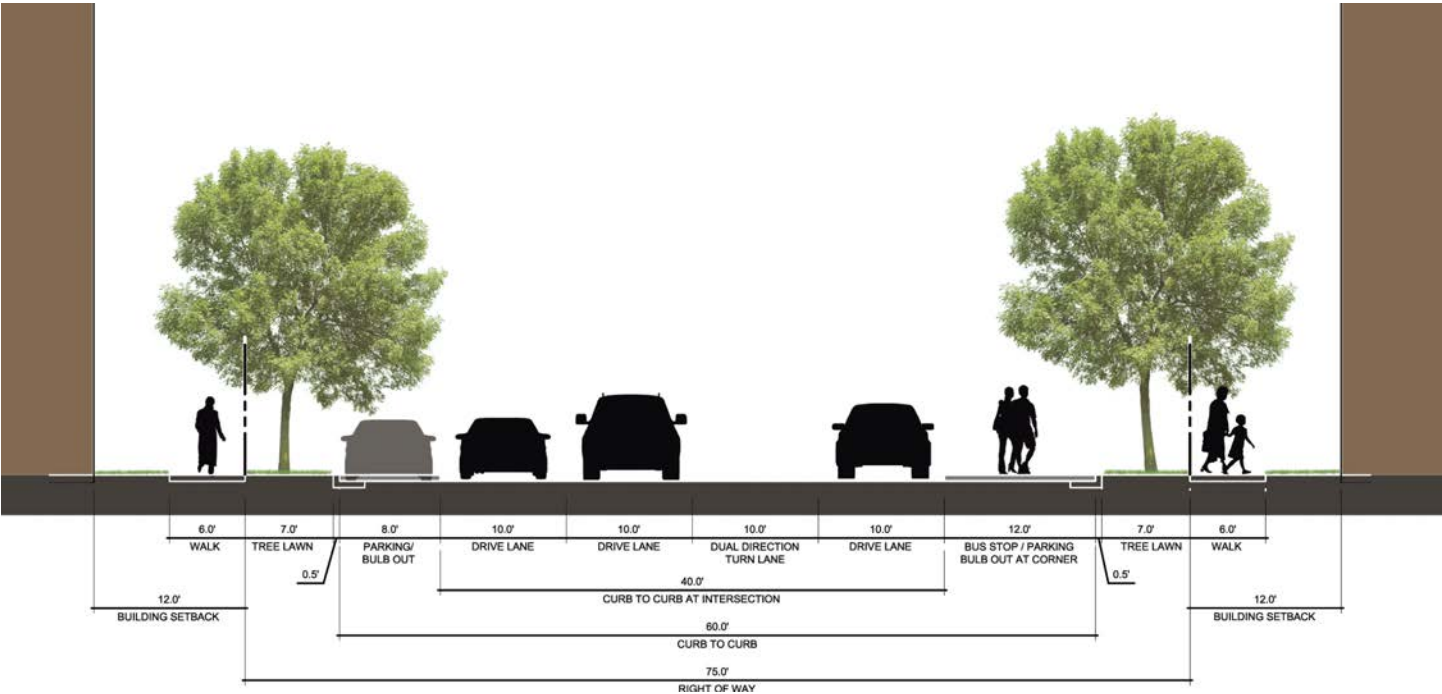 6.0'
WALK
7.0'
TREE LAWN
8.0'
PARKING/
BULB OUT
10.0'
DRIVE LANE
10.0'
DRIVE LANE
10.0'
DUAL DIRECTION
TURN LANE
10.0'
DRIVE LANE
12.0'
BUS STOP / PARKING
BULB OUT AT CORNER
7.0'
TREE LAWN
6.0'
WALK
0.5'
0.5'
40.0'
CURB TO CURB AT INTERSECTION
12.0'
BUILDING SETBACK
12.0'
BUILDING SETBACK
60.0'
CURB TO CURB
75.0'
RIGHT OF WAY